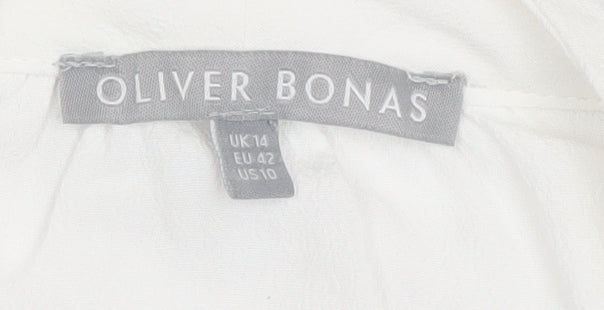 OLIVER BONAS
UK 14
EU 42
US 10